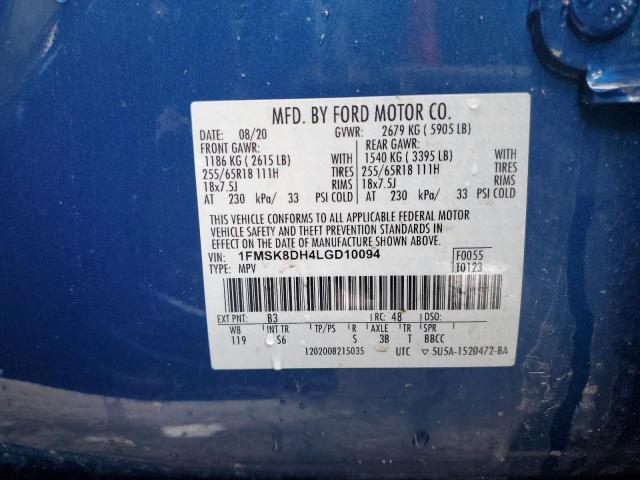 MFD. BY FORD MOTOR CO.
DATE: 08/20 GVWR: 2679 KG ( 5905 LB)
FRONT GAWR: REAR GAWR:
1186 KG ( 2615 LB) WITH 1540 KG ( 3395 LB) WITH
255/65R18 111H TIRES 255/65R18 111H TIRES
18x7.5J RIMS 18x7.5J RIMS
AT 230 kPa/ 33 PSI COLD AT 230 kPa/ 33 PSI COLD
THIS VEHICLE CONFORMS TO ALL APPLICABLE FEDERAL MOTOR
VEHICLE SAFETY AND THEFT PREVENTION STANDARDS IN
EFFECT ON THE DATE OF MANUFACTURE SHOWN ABOVE.
VIN: 1FMSK8DH4LGD10094 F0055
TYPE: MPV T0123
EXT PNT: B3 RC: 48 DSO:
WB INT TR TP/PS R AXLE TR SPR
119 S6 S 3B T BBCC
1202008215035 UTC ▽5U5A-1520472-BA